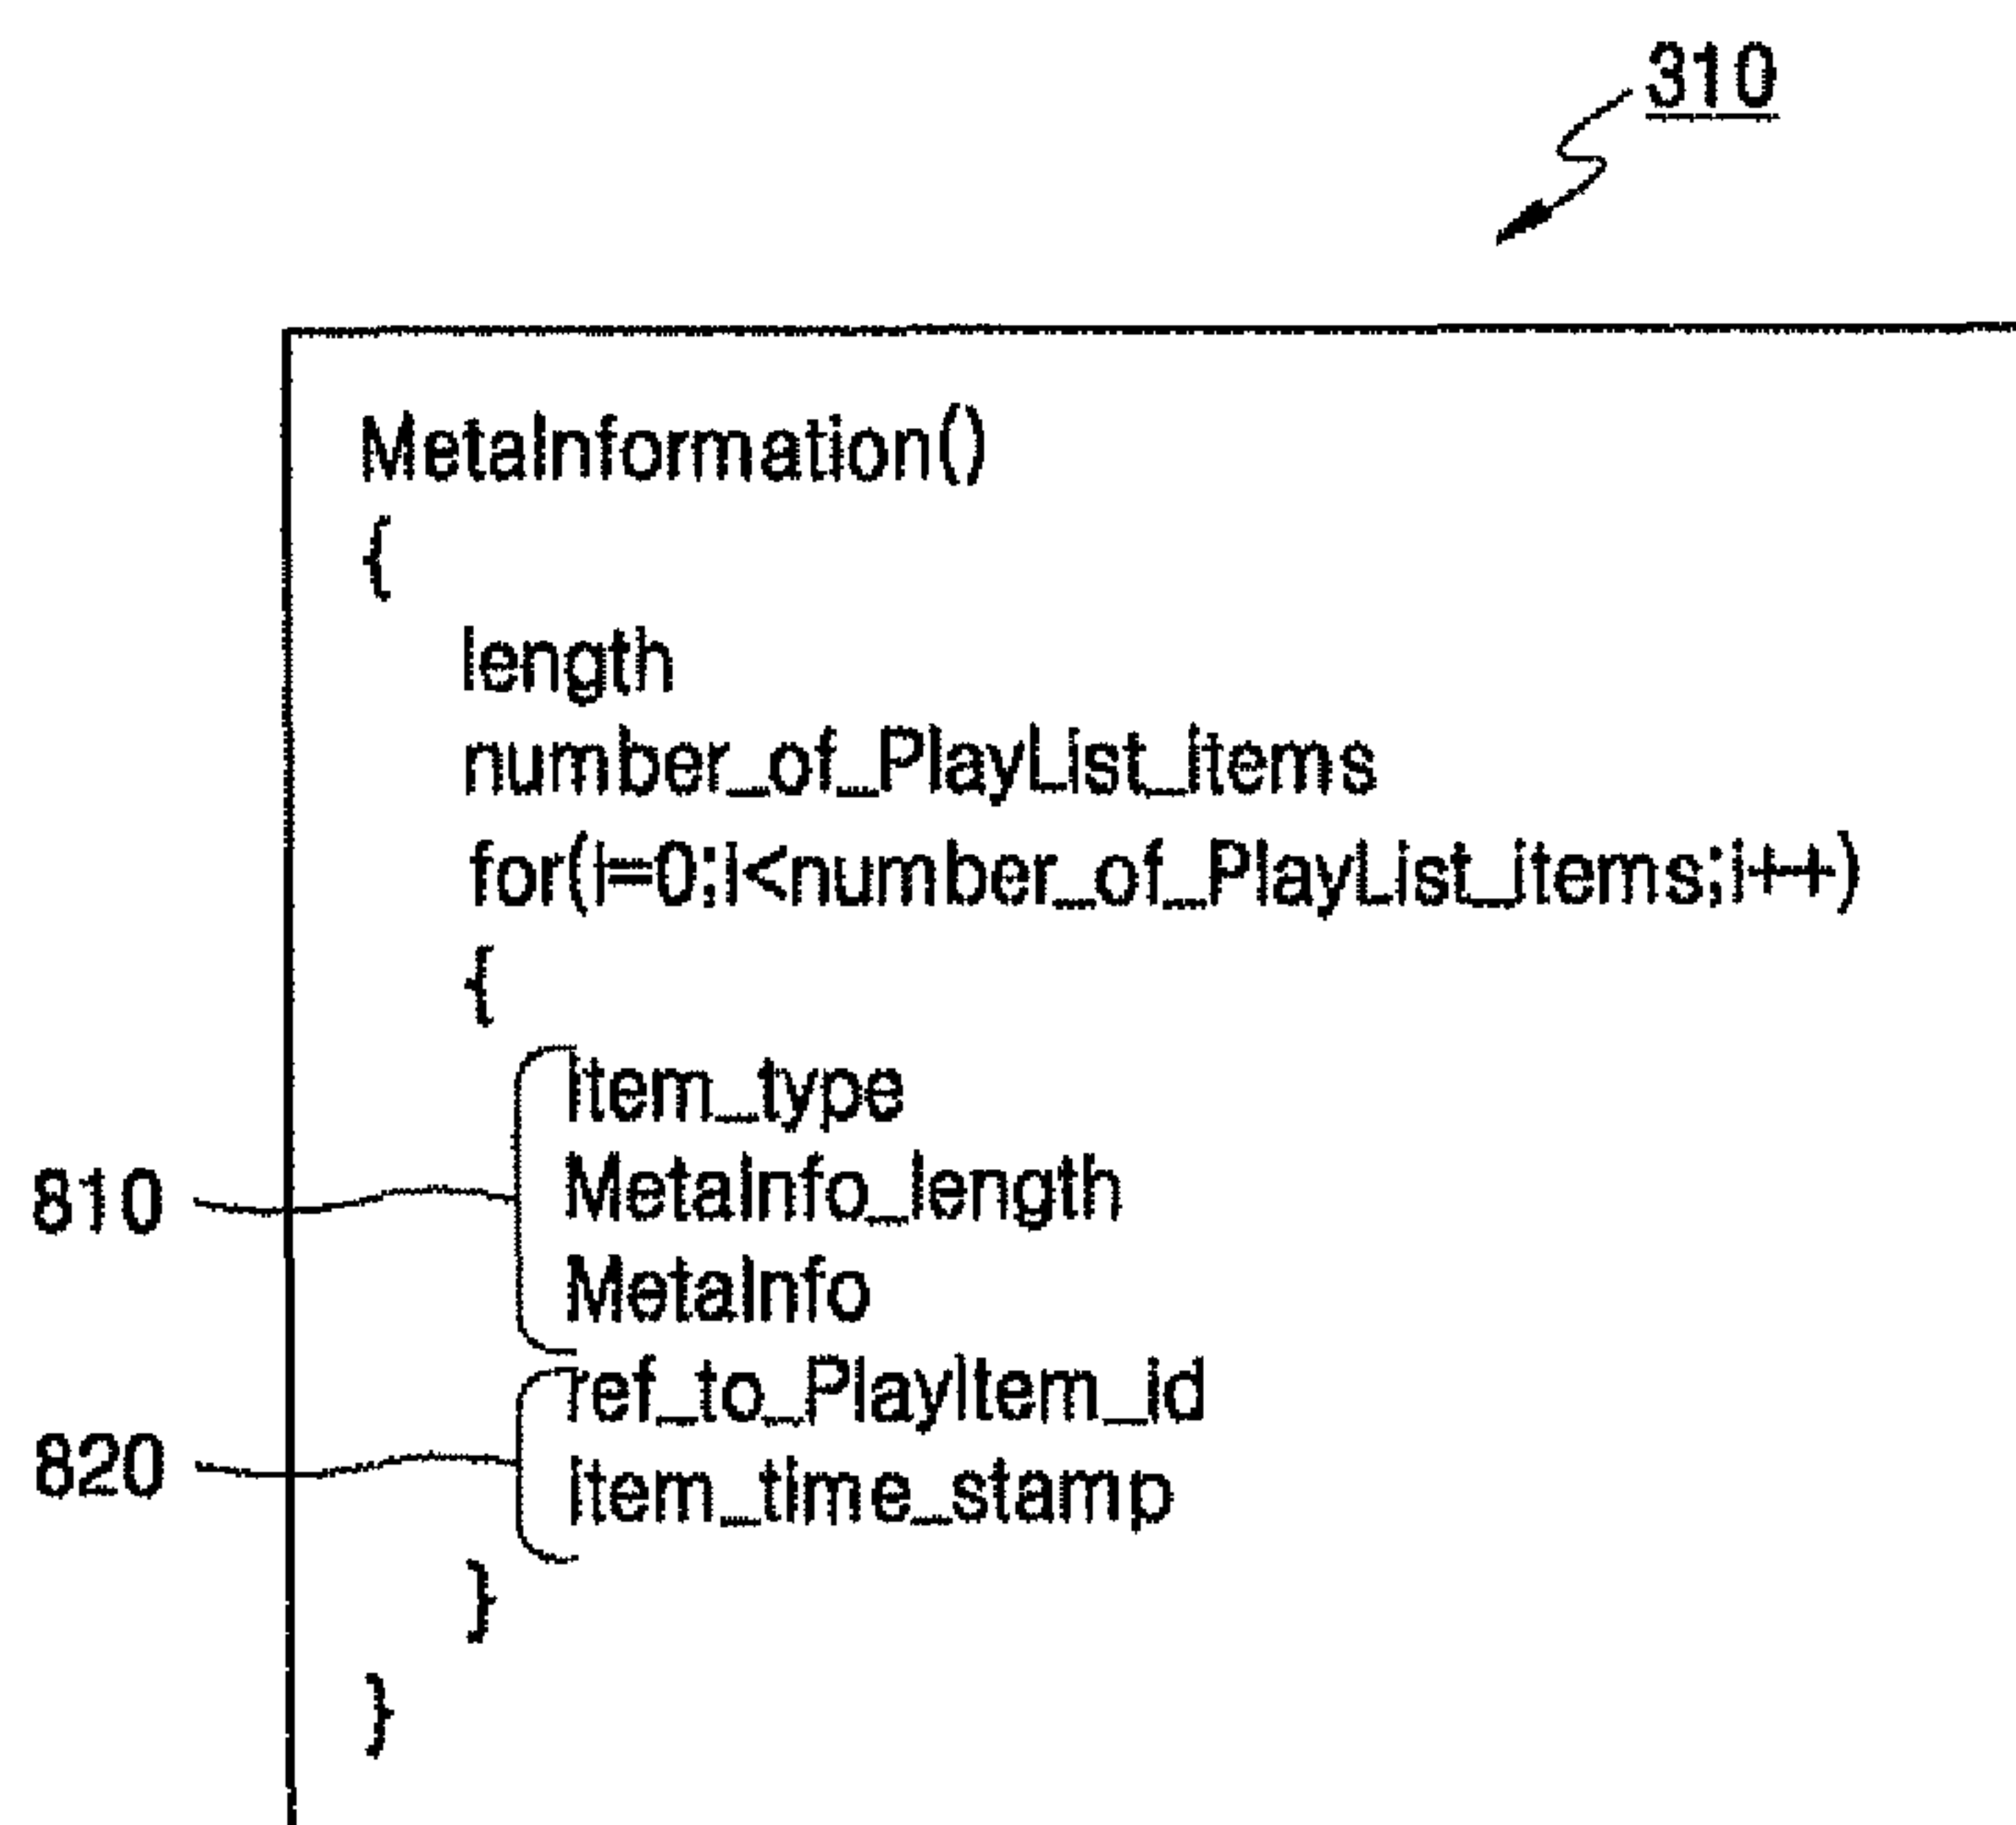 310
MetaInformation()
{
length
number_of_PlayList_items
for(i=0;i<number_of_PlayList_items;i++)
{
Item_type
MetaInfo_length
810
MetaInfo
ref_to_PlayItem_id
820
Item_time_stamp
}
}